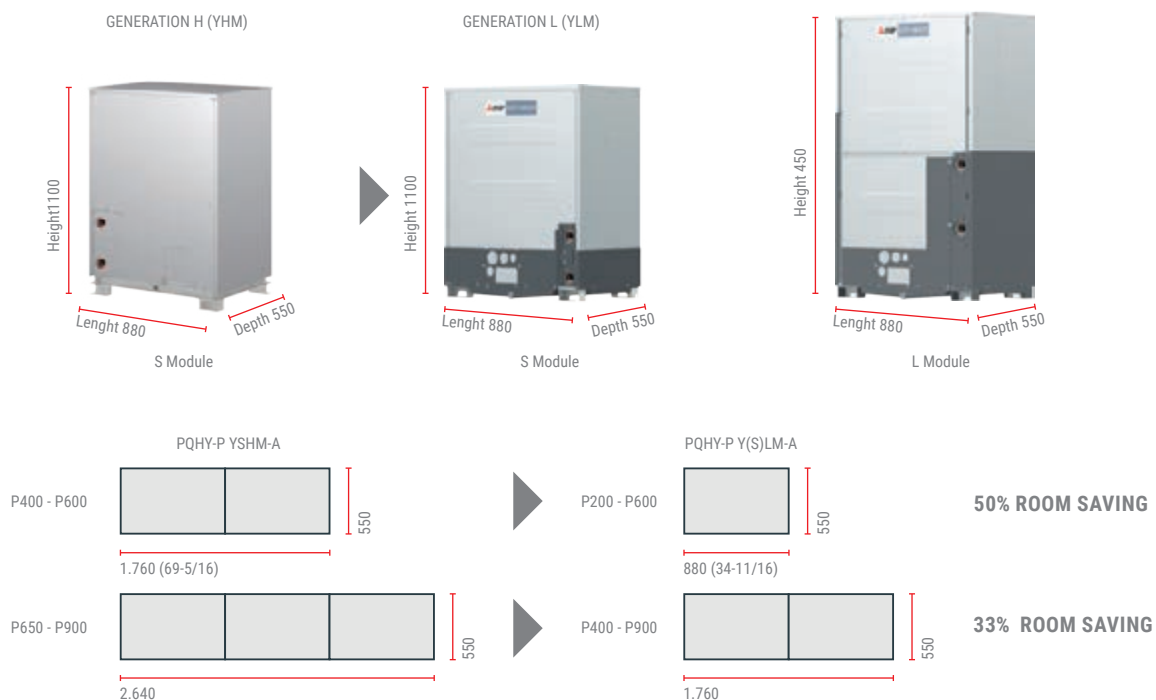 GENERATION H (YHM)
GENERATION L (YLM)
Height1100
Lenght 880
Depth 550
S Module
Height 1100
Lenght 880
Depth 550
S Module
Height 450
Lenght 880
Depth 550
L Module
PQHY-P YSHM-A
PQHY-P Y(S)LM-A
P400 - P600
550
1.760 (69-5/16)
P200 - P600
550
880 (34-11/16)
50% ROOM SAVING
P650 - P900
550
2.640
P400 - P900
550
1.760
33% ROOM SAVING